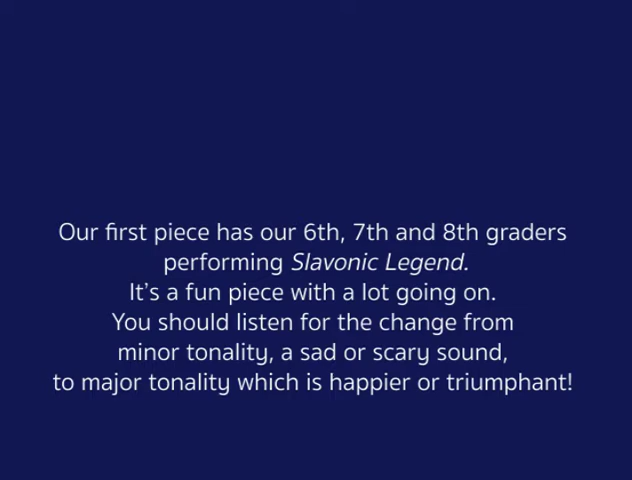 Our first piece has our 6th, 7th and 8th graders
performing Slavonic Legend.
It’s a fun piece with a lot going on.
You should listen for the change from
minor tonality, a sad or scary sound,
to major tonality which is happier or triumphant!